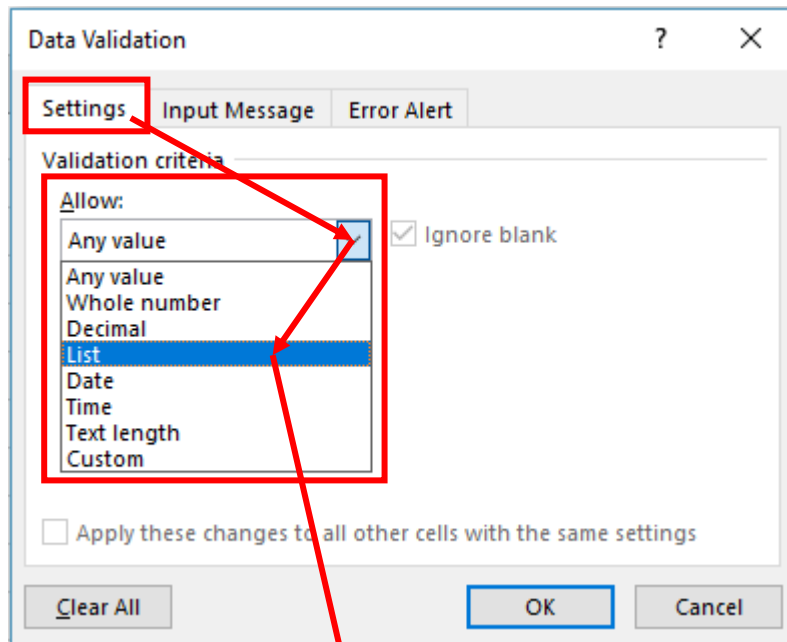 Data Validation ?
Settings Input Message Error Alert
Validation criteria
Allow:
Any value Ignore blank
Any value
Whole number
Decimal
List
Date
Time
Text length
Custom
Apply these changes to all other cells with the same settings
Clear All OK Cancel